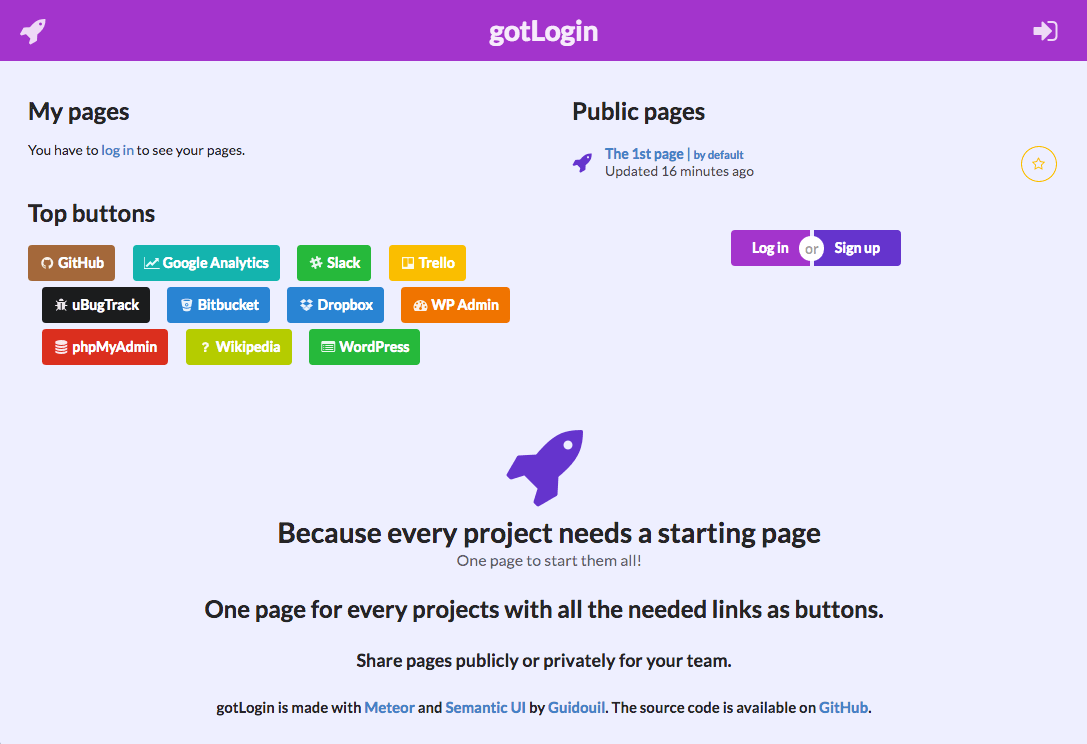 gotLogin
My pages
You have to log in to see your pages.
Top buttons
GitHub Google Analytics Slack Trello
uBugTrack Bitbucket Dropbox WP Admin
phpMyAdmin ? Wikipedia WordPress
Public pages
The 1st page | by default
Updated 16 minutes ago
Log in or Sign up
Because every project needs a starting page
One page to start them all!
One page for every projects with all the needed links as buttons.
Share pages publicly or privately for your team.
gotLogin is made with Meteor and Semantic UI by Guidouil. The source code is available on GitHub.